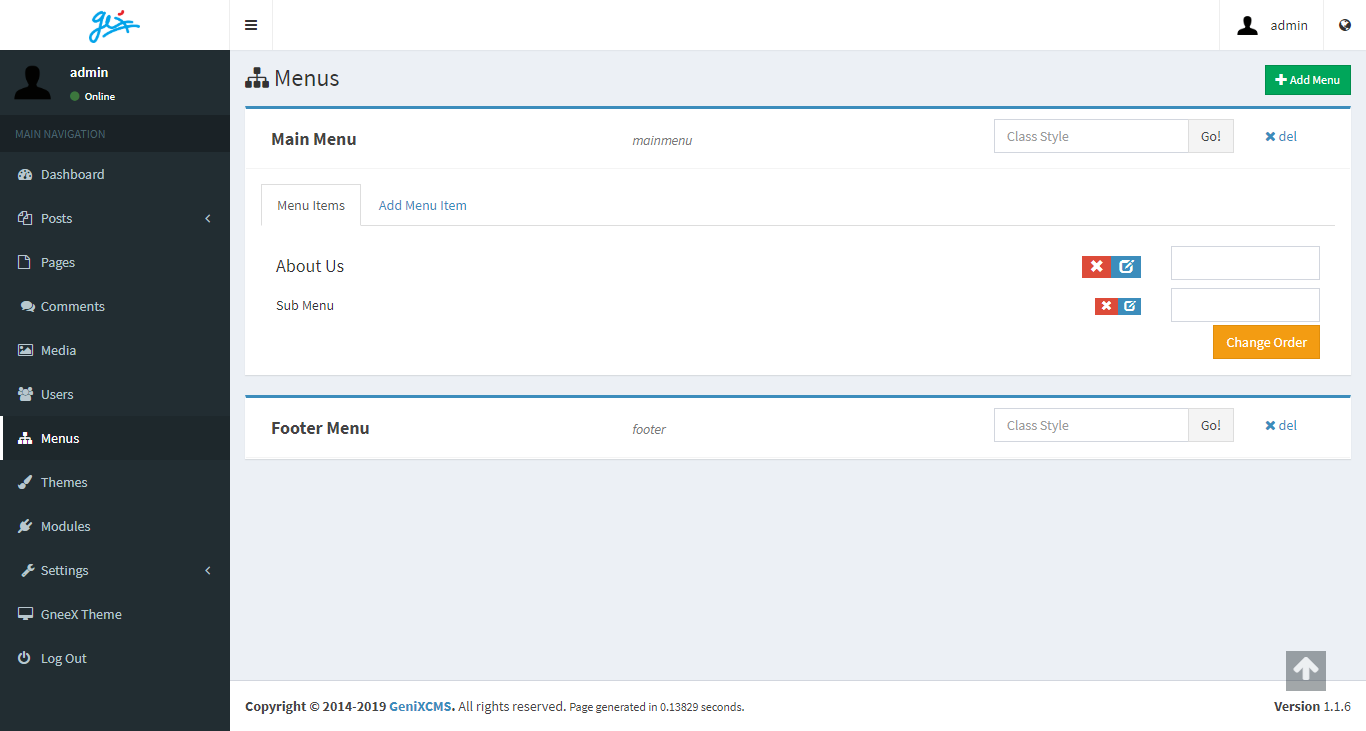 gix
admin
admin
Online
MAIN NAVIGATION
Dashboard
Posts
Pages
Comments
Media
Users
Menus
Themes
Modules
Settings
GneeX Theme
Log Out
Menus
Add Menu
Main Menu mainmenu Class Style Go! del
Menu Items Add Menu Item
About Us
Sub Menu
Change Order
Footer Menu footer Class Style Go! del
Copyright © 2014-2019 GeniXCMS. All rights reserved. Page generated in 0.13829 seconds. Version 1.1.6